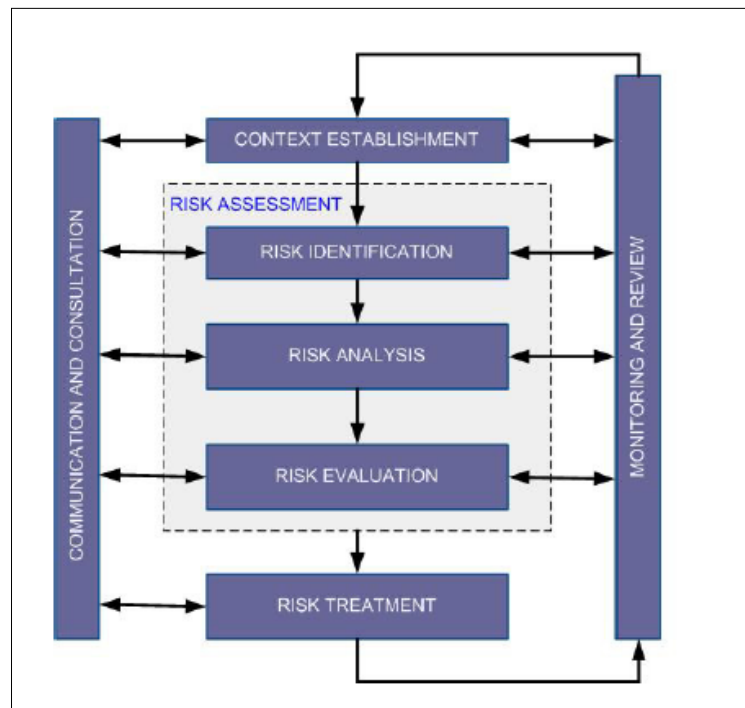 CONTEXT ESTABLISHMENT
RISK ASSESSMENT
RISK IDENTIFICATION
RISK ANALYSIS
RISK EVALUATION
RISK TREATMENT
COMMUNICATION AND CONSULTATION
MONITORING AND REVIEW